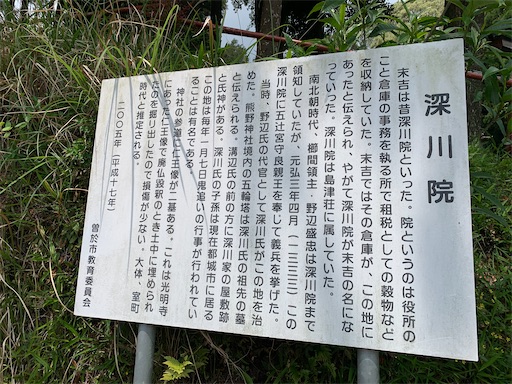 深川院
末吉は昔深川院といった。院というのは役所の
こと倉庫の事務を執る所で租税としての穀物など
を収納していた。末吉ではその倉庫が、この地に
あったと伝えられ、やがて深川院が末吉の名にな
っていった。深川院は島津荘に属していた。
南北朝時代、櫛間領主 野辺盛忠は深川院まで
領知していたが、元弘三年四月(一三三三)この
深川院に五辻宮守良親王を奉じて義兵を挙げた。
当時、野辺氏の代官として深川氏がこの地を治
めた。熊野神社境内の五輪塔は深川氏の祖先の墓
と伝えられる。溝辺氏の前の方に深川家の屋敷跡
と氏神がある。深川氏の子孫は現在都城市に居る
この地は毎年一月七日鬼追いの行事が行われてい
ることは有名である。
神社の参道に仁王像が二基ある。これは光明寺
にあった仁王像で廃仏毀釈のとき土中に埋められ
たのを掘り出したので損傷が少ない。大体、室町
時代と推定される。
二〇〇五年(平成十七年)
曽於市教育委員会